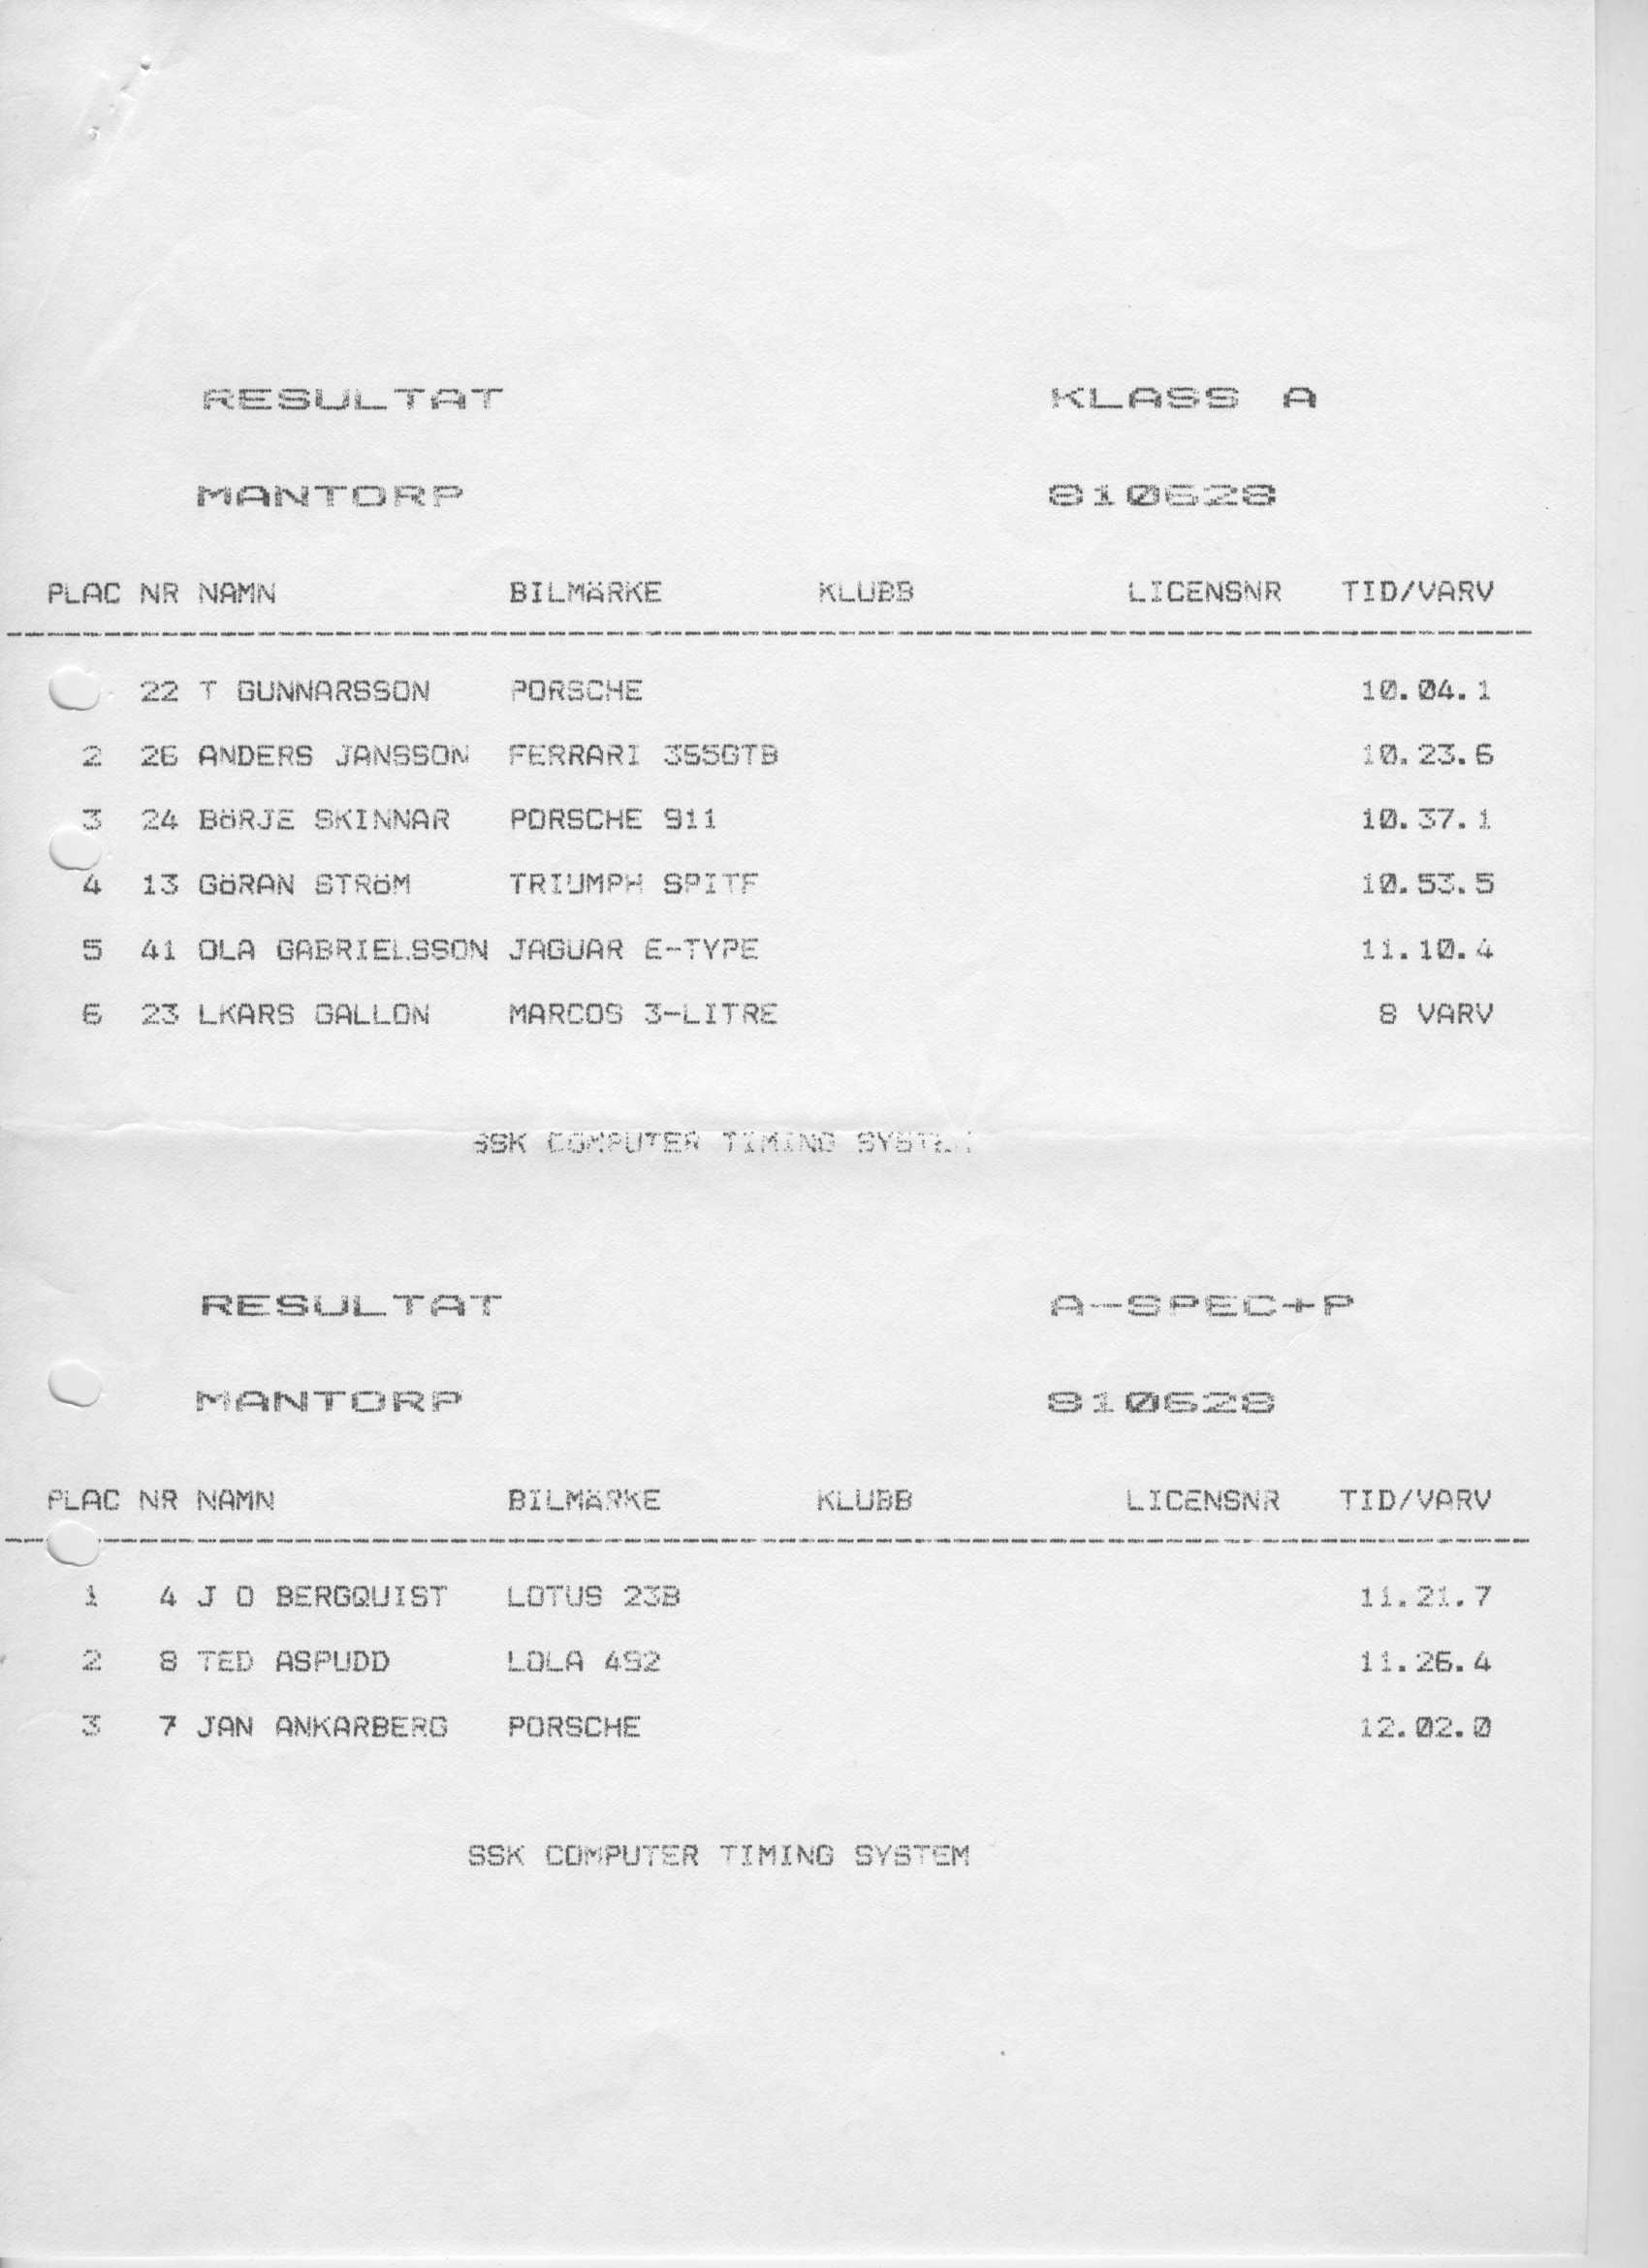 RESULTAT KLASS A
MANTORP 810628
PLAC NR NAMN BILMÄRKE KLUBB LICENSNR TID/VARV
22 T GUNNARSSON PORSCHE 10.04.1
2 26 ANDERS JANSSON FERRARI 355GTB 10.23.6
3 24 BÖRJE SKINNAR PORSCHE 911 10.37.1
4 13 GÖRAN STRÖM TRIUMPH SPITF 10.53.5
5 41 OLA GABRIELSSON JAGUAR E-TYPE 11.10.4
6 23 LKARS GALLON MARCOS 3-LITRE 8 VARV
SSK COMPUTER TIMING SYSTEM
RESULTAT A-SPEC+P
MANTORP 810628
PLAC NR NAMN BILMÄRKE KLUBB LICENSNR TID/VARV
1 4 J O BERGQUIST LOTUS 23B 11.21.7
2 8 TED ASPUDD LOLA 492 11.26.4
3 7 JAN ANKARBERG PORSCHE 12.02.0
SSK COMPUTER TIMING SYSTEM